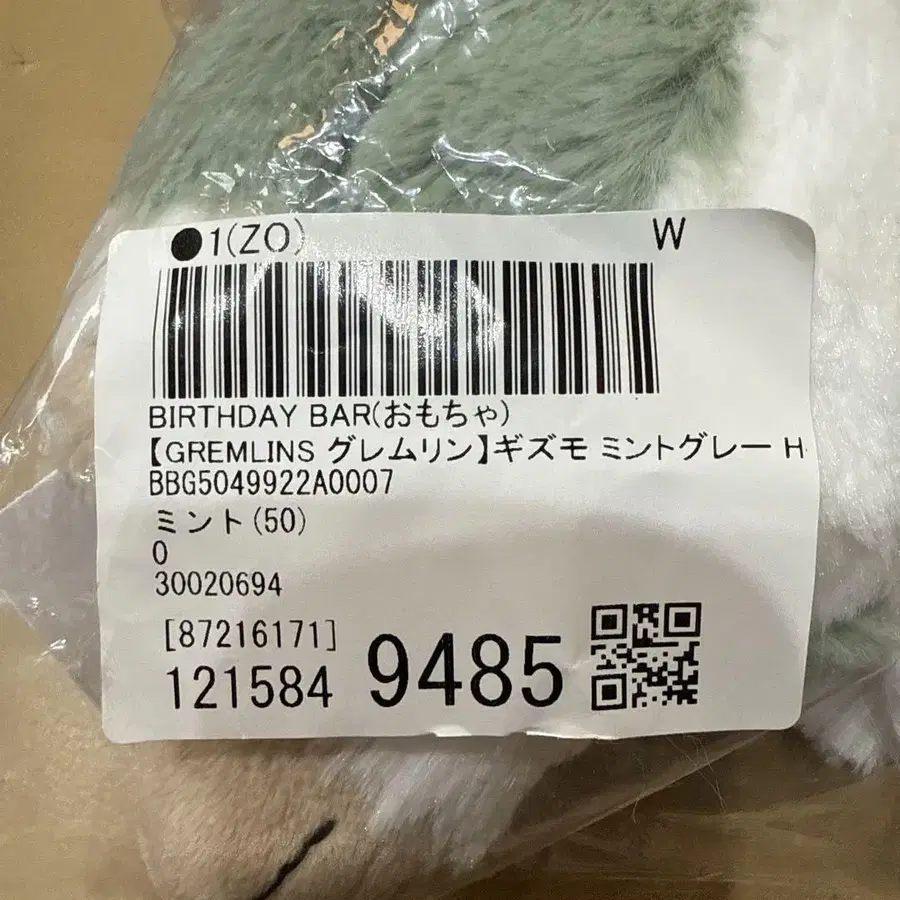 ●1(ZO) W
BIRTHDAY BAR(おもちゃ)
【GREMLINS グレムリン】ギズモ ミントグレー H
BBG5049922A0007
ミント(50)
0
30020694
[87216171]
121584 9485